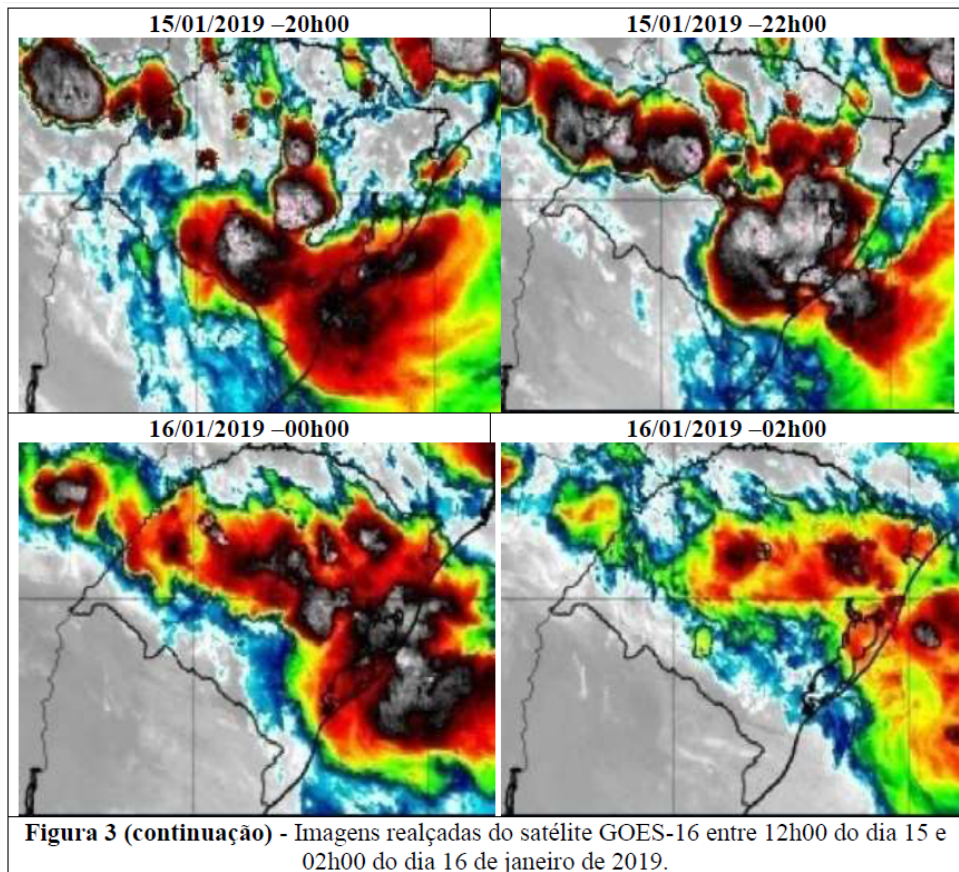 15/01/2019 –20h00
15/01/2019 –22h00
16/01/2019 –00h00
16/01/2019 –02h00
Figura 3 (continuação) - Imagens realçadas do satélite GOES-16 entre 12h00 do dia 15 e
02h00 do dia 16 de janeiro de 2019.